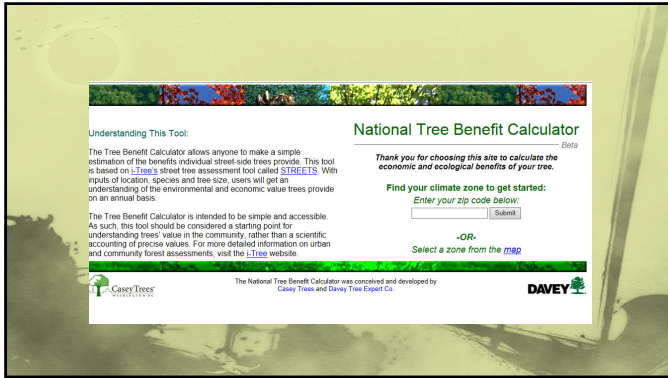 Understanding This Tool:
The Tree Benefit Calculator allows anyone to make a simple
estimation of the benefits individual street-side trees provide. This tool
is based on i-Tree's street tree assessment tool called STREETS. With
inputs of location, species and tree size, users will get an
understanding of the environmental and economic value trees provide
on an annual basis.
The Tree Benefit Calculator is intended to be simple and accessible.
As such, this tool should be considered a starting point for
understanding trees' value in the community, rather than a scientific
accounting of precise values. For more detailed information on urban
and community forest assessments, visit the i-Tree website.
National Tree Benefit Calculator
Beta
Thank you for choosing this site to calculate the
economic and ecological benefits of your tree.
Find your climate zone to get started:
Enter your zip code below:
Submit
-OR-
Select a zone from the map
CaseyTrees
WASHINGTON DC
The National Tree Benefit Calculator was conceived and developed by
Casey Trees and Davey Tree Expert Co.
DAVEY